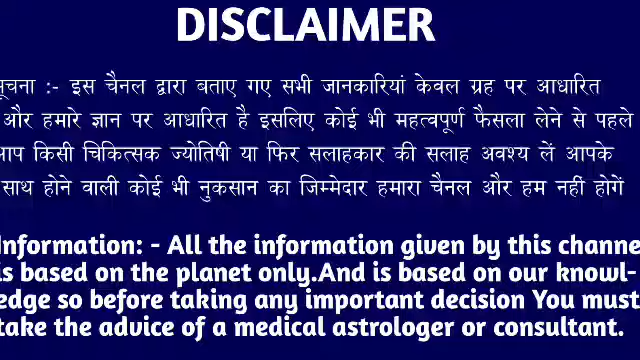 DISCLAIMER
सूचना :- इस चैनल द्वारा बताए गए सभी जानकारियां केवल ग्रह पर आधारित
और हमारे ज्ञान पर आधारित है इसलिए कोई भी महत्वपूर्ण फैसला लेने से पहले
आप किसी चिकित्सक ज्योतिषी या फिर सलाहकार की सलाह अवश्य लें आपके
साथ होने वाली कोई भी नुकसान का जिम्मेदार हमारा चैनल और हम नहीं होगें
Information: - All the information given by this channe
is based on the planet only.And is based on our knowl-
edge so before taking any important decision You must
take the advice of a medical astrologer or consultant.